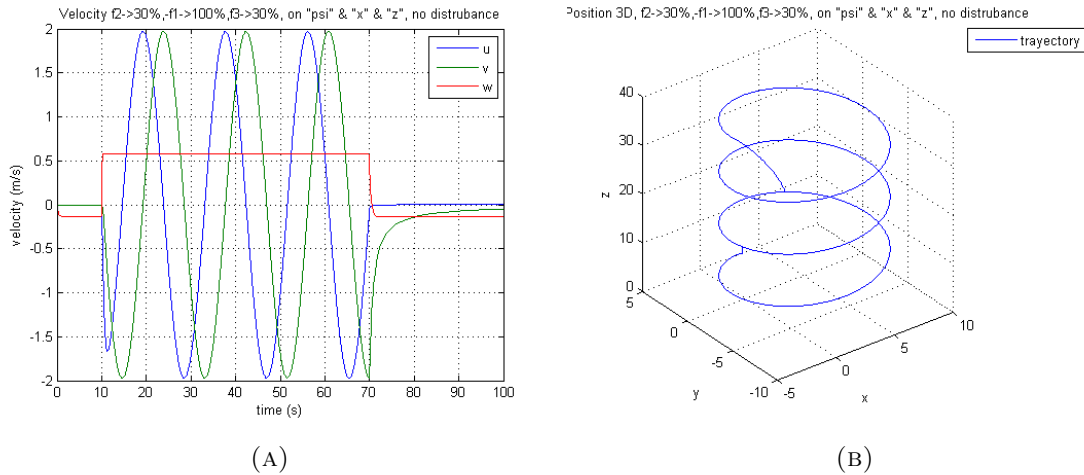 Velocity f2->30%,-f1->100%,f3->30%, on "psi" & "x" & "z", no distrubance
2
1.5
1
0.5
0
-0.5
-1
-1.5
-2
velocity (m/s)
u
v
w
0 10 20 30 40 50 60 70 80 90 100
time (s)
(A)
Position 3D, f2->30%,-f1->100%,f3->30%, on "psi" & "x" & "z", no distrubance
trayectory
40
30
20
10
0
z
5
0
-5
-10
y
-5
0
5
10
x
(B)